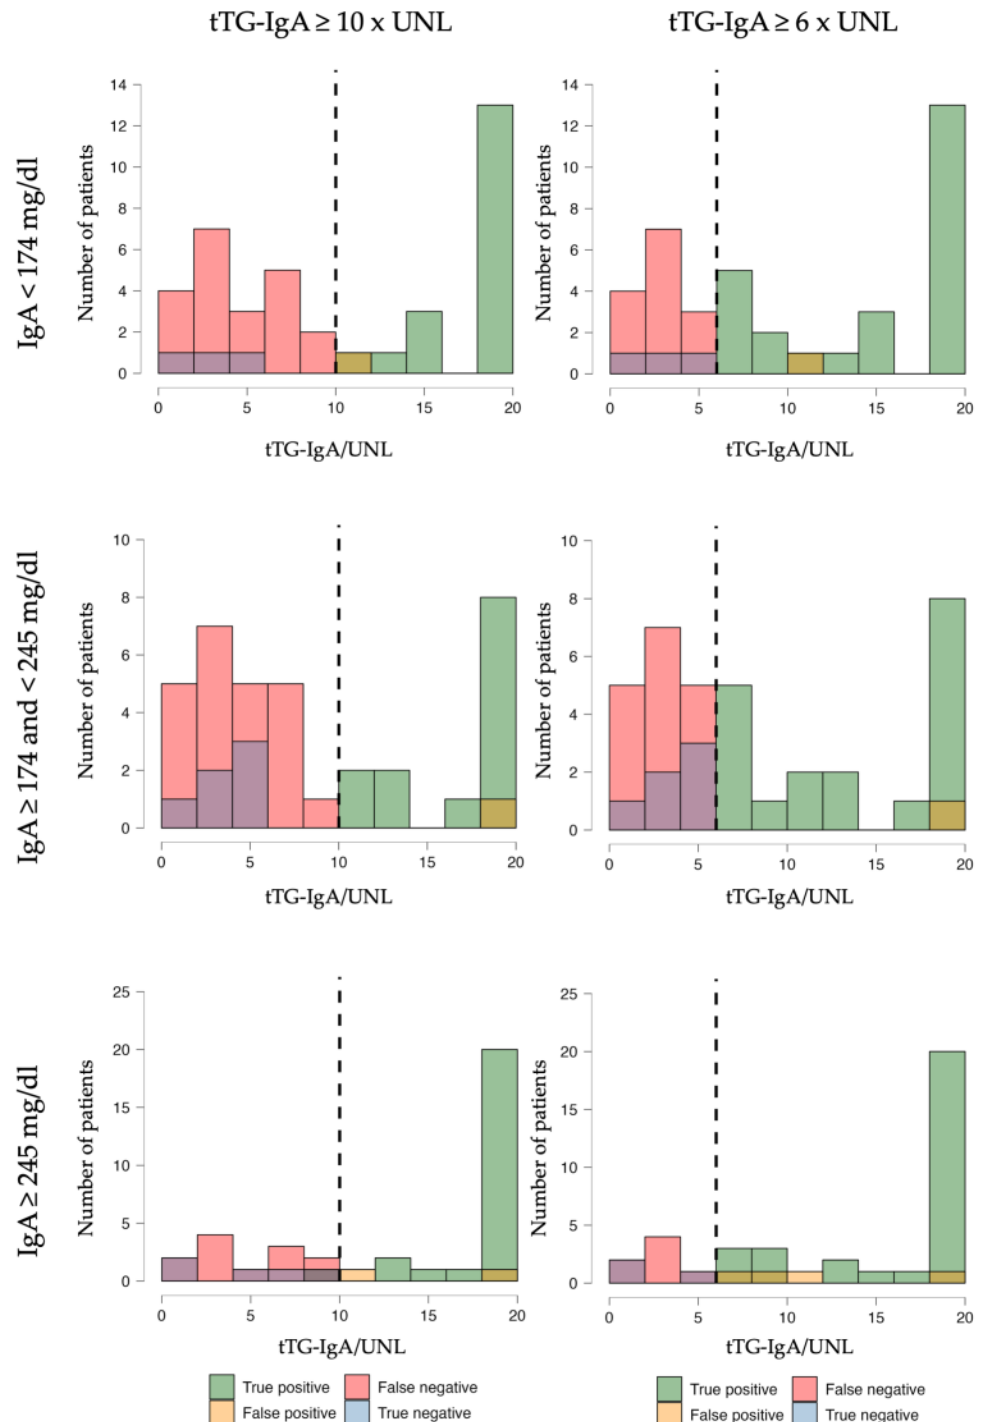 tTG-IgA ≥ 10 x UNL
tTG-IgA ≥ 6 x UNL
IgA < 174 mg/dl
Number of patients
14
12
10
8
6
4
2
0
0 5 10 15 20
tTG-IgA/UNL
Number of patients
14
12
10
8
6
4
2
0
0 5 10 15 20
tTG-IgA/UNL
IgA ≥ 174 and < 245 mg/dl
Number of patients
10
8
6
4
2
0
0 5 10 15 20
tTG-IgA/UNL
Number of patients
10
8
6
4
2
0
0 5 10 15 20
tTG-IgA/UNL
IgA ≥ 245 mg/dl
Number of patients
25
20
15
10
5
0
0 5 10 15 20
tTG-IgA/UNL
Number of patients
25
20
15
10
5
0
0 5 10 15 20
tTG-IgA/UNL
True positive False negative
False positive True negative
True positive False negative
False positive True negative